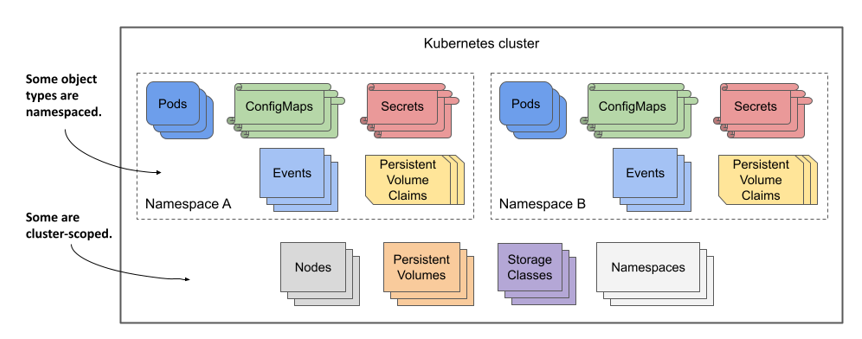 Kubernetes cluster
Some object
types are
namespaced.
Pods
ConfigMaps
Secrets
Events
Persistent
Volume
Claims
Namespace A
Pods
ConfigMaps
Secrets
Events
Persistent
Volume
Claims
Namespace B
Some are
cluster-scoped.
Nodes
Persistent
Volumes
Storage
Classes
Namespaces